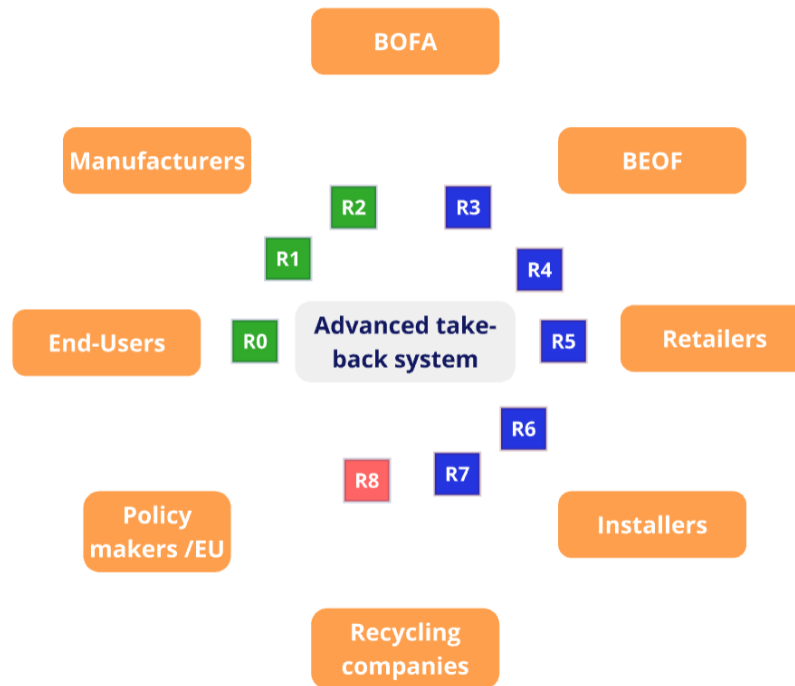 BOFA
Manufacturers
BEOF
R2
R3
R1
R4
End-Users
R0
Advanced take-
back system
R5
Retailers
R6
R7
R8
Policy
makers /EU
Installers
Recycling
companies